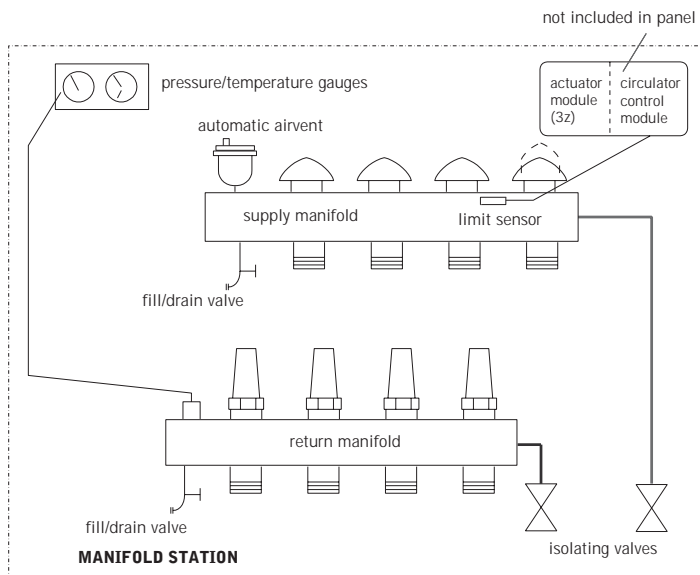 not included in panel
pressure/temperature gauges
actuator
module
(3z)
circulator
control
module
automatic airvent
supply manifold
limit sensor
fill/drain valve
return manifold
fill/drain valve
isolating valves
MANIFOLD STATION